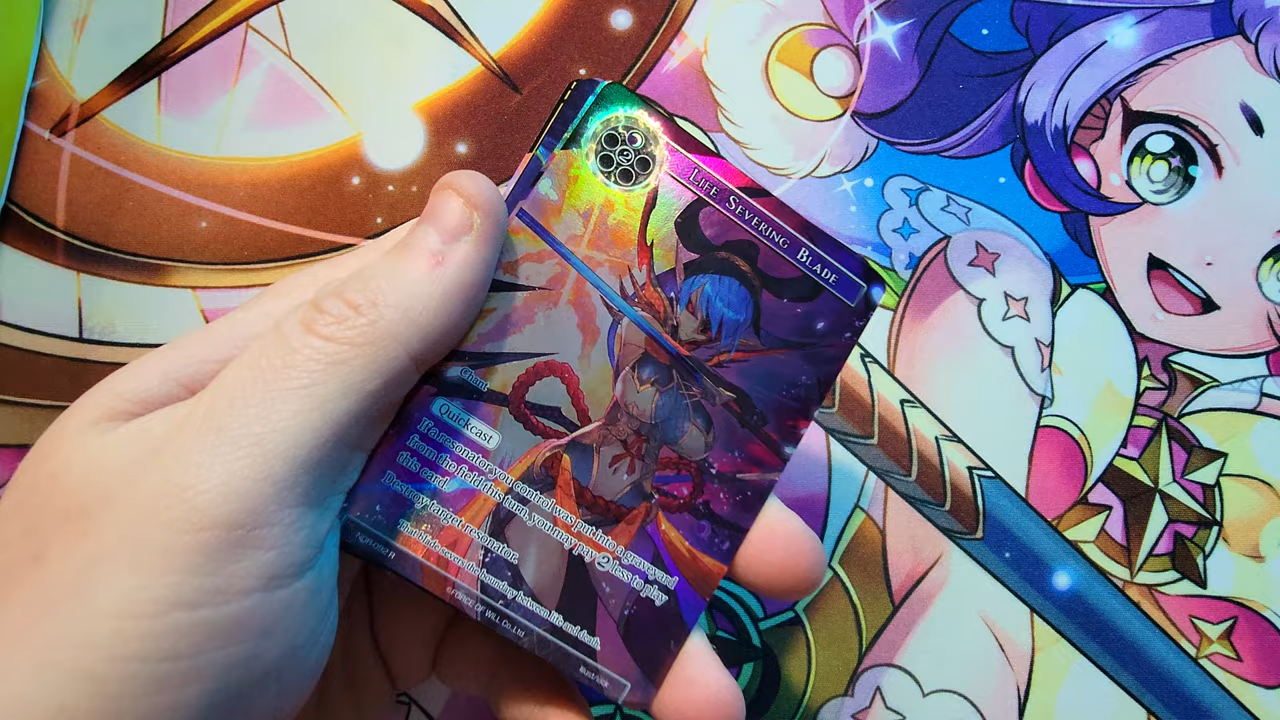 2
LIFE SEVERING BLADE
Chant
Quickcast
If a resonator you control was put into a graveyard
from the field this turn, you may pay 2 less to play
this card.
Destroy target resonator.
That blade severs the boundary between life and death.
©FORCE OF WILL Co.,Ltd.